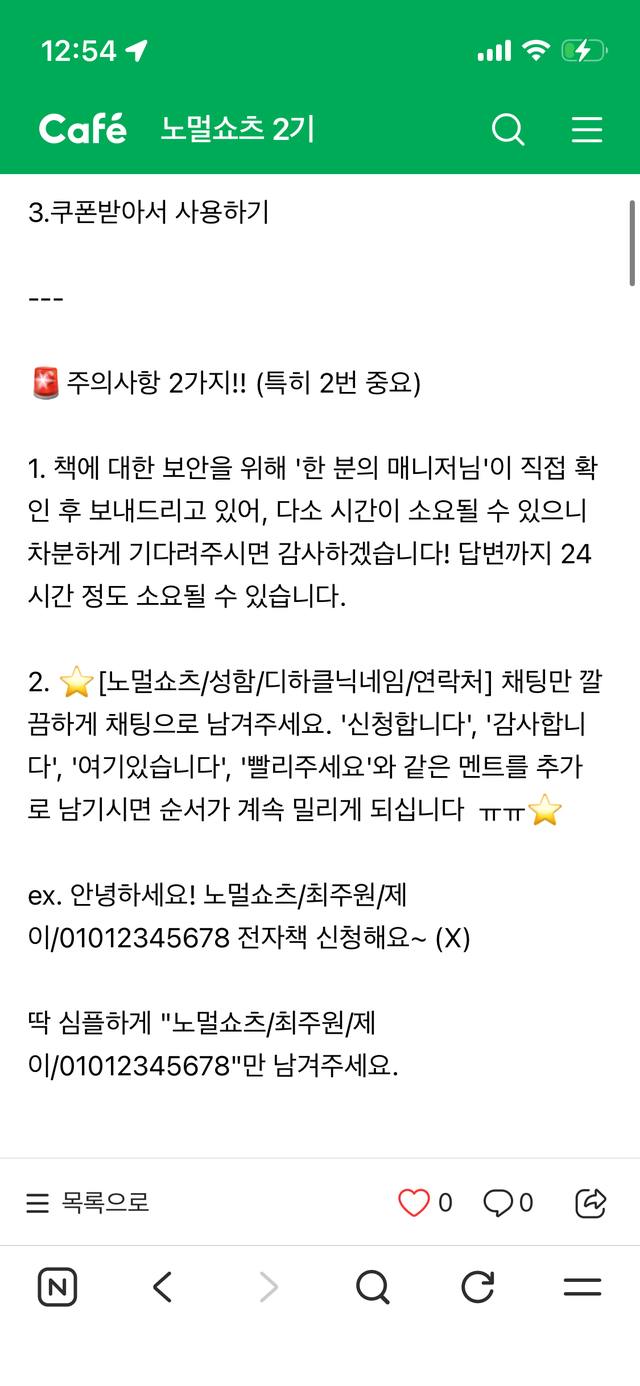 12:54
Café 노멀쇼츠 2기
3.쿠폰받아서 사용하기
---
🚨 주의사항 2가지!! (특히 2번 중요)
1. 책에 대한 보안을 위해 '한 분의 매니저님'이 직접 확
인 후 보내드리고 있어, 다소 시간이 소요될 수 있으니
차분하게 기다려주시면 감사하겠습니다! 답변까지 24
시간 정도 소요될 수 있습니다.
2. ⭐[노멀쇼츠/성함/디하클닉네임/연락처] 채팅만 깔
끔하게 채팅으로 남겨주세요. '신청합니다', '감사합니
다', '여기있습니다', '빨리주세요'와 같은 멘트를 추가
로 남기시면 순서가 계속 밀리게 되십니다 ㅠㅠ⭐
ex. 안녕하세요! 노멀쇼츠/최주원/제
이/01012345678 전자책 신청해요~ (X)
딱 심플하게 "노멀쇼츠/최주원/제
이/01012345678"만 남겨주세요.
목록으로 0 0
N